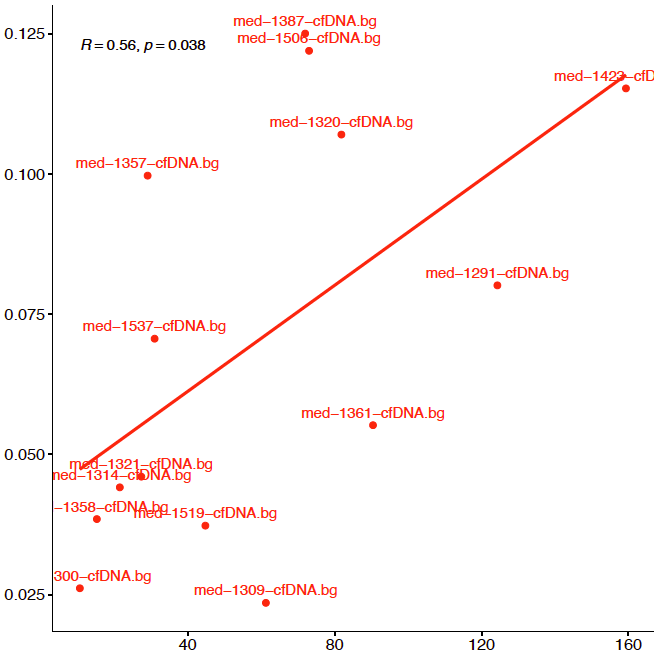 med−1387−cfDNA.bg
0.125
R = 0.56, p = 0.038
med−1506−cfDNA.bg
med−1423−cfD
med−1320−cfDNA.bg
0.100
med−1357−cfDNA.bg
med−1291−cfDNA.bg
0.075
med−1537−cfDNA.bg
med−1361−cfDNA.bg
0.050
med−1321−cfDNA.bg
med−1314−cfDNA.bg
−1358−cfDNA.bg
med−1519−cfDNA.bg
300−cfDNA.bg
med−1309−cfDNA.bg
0.025
40
80
120
160